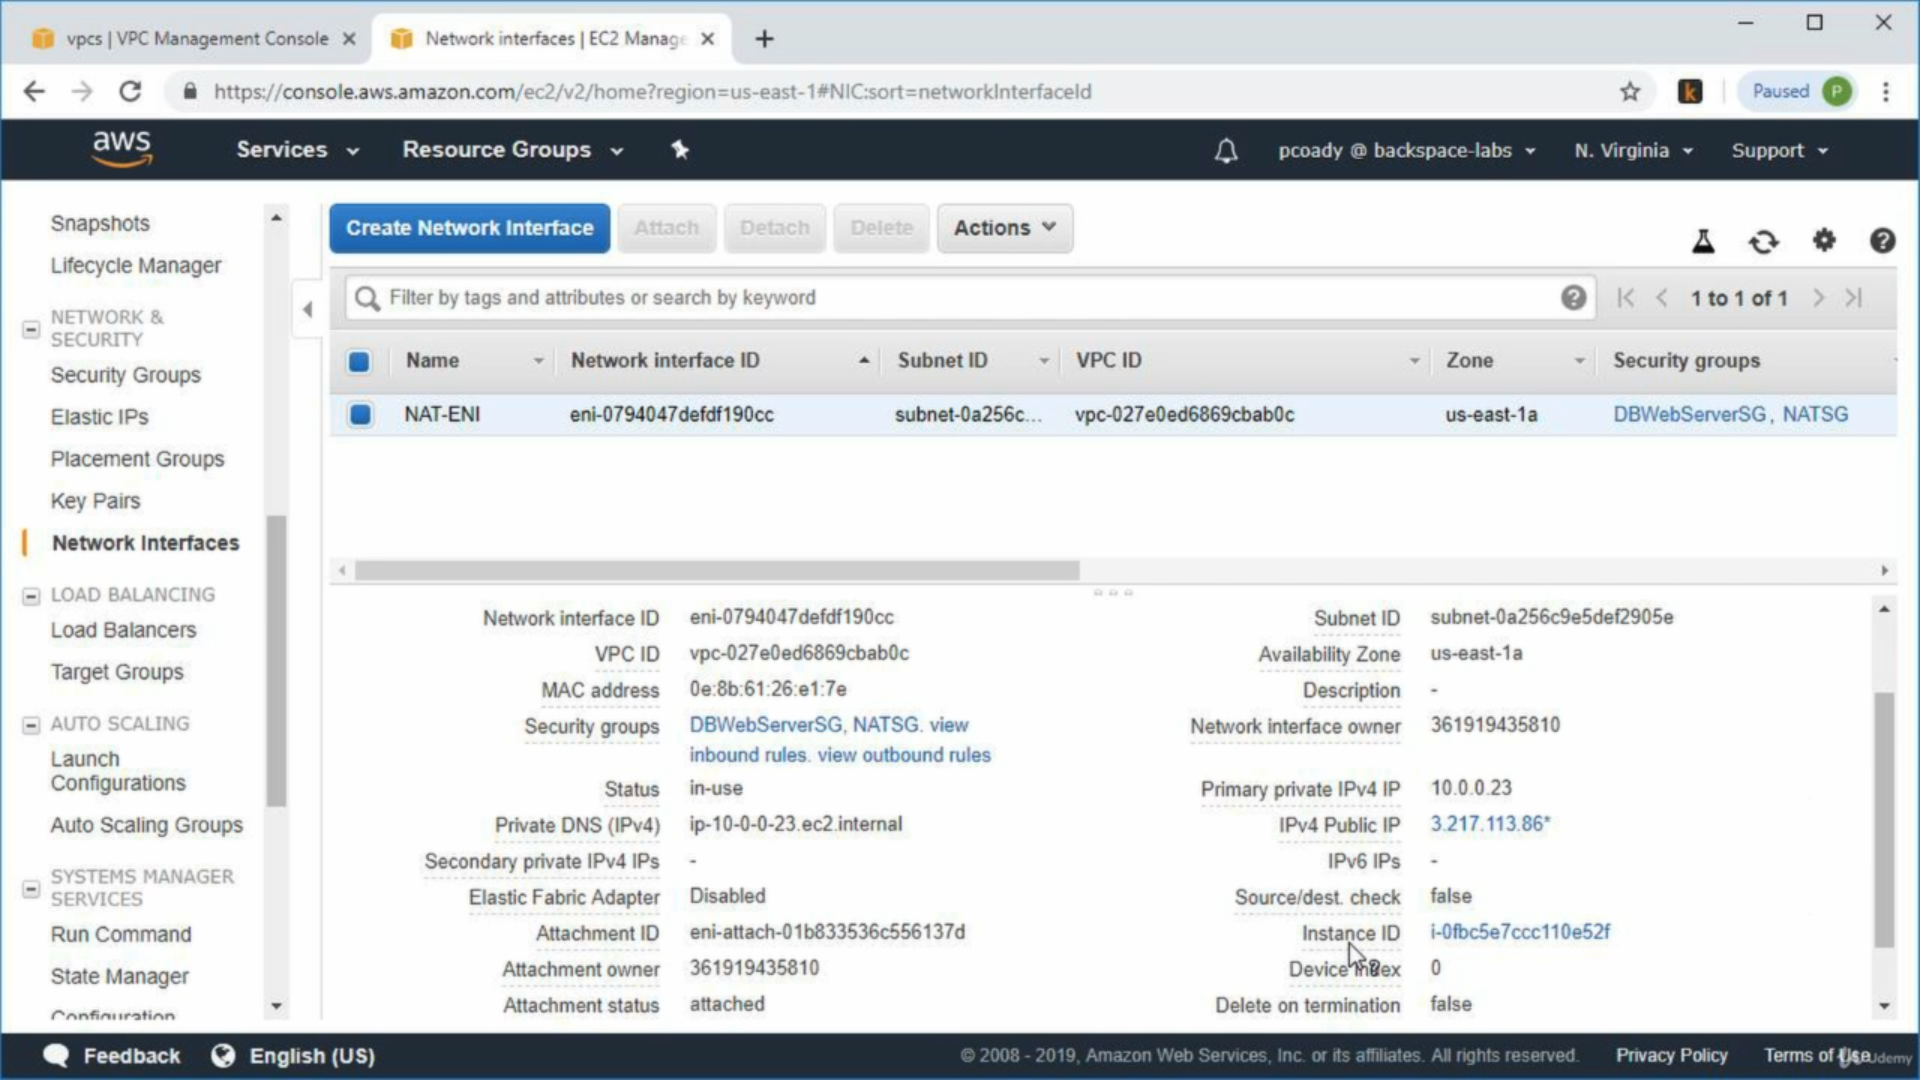 vpcs | VPC Management Console
Network interfaces | EC2 Manage
https://console.aws.amazon.com/ec2/v2/home?region=us-east-1#NIC:sort=networkInterfaceId
k
Paused P
aws
Services
Resource Groups
pcoady @ backspace-labs
N. Virginia
Support
Snapshots
Lifecycle Manager
NETWORK &
SECURITY
Security Groups
Elastic IPs
Placement Groups
Key Pairs
Network Interfaces
LOAD BALANCING
Load Balancers
Target Groups
AUTO SCALING
Launch
Configurations
Auto Scaling Groups
SYSTEMS MANAGER
SERVICES
Run Command
State Manager
Configuration
Create Network Interface Attach Detach Delete Actions
Filter by tags and attributes or search by keyword
1 to 1 of 1
Name Network interface ID Subnet ID VPC ID Zone Security groups
NAT-ENI eni-0794047defdf190cc subnet-0a256c... vpc-027e0ed6869cbab0c us-east-1a DBWebServerSG, NATSG
Network interface ID eni-0794047defdf190cc Subnet ID subnet-0a256c9e5def2905e
VPC ID vpc-027e0ed6869cbab0c Availability Zone us-east-1a
MAC address 0e:8b:61:26:e1:7e Description -
Security groups DBWebServerSG, NATSG. view Network interface owner 361919435810
inbound rules. view outbound rules
Status in-use Primary private IPv4 IP 10.0.0.23
Private DNS (IPv4) ip-10-0-0-23.ec2.internal IPv4 Public IP 3.217.113.86*
Secondary private IPv4 IPs - IPv6 IPs -
Elastic Fabric Adapter Disabled Source/dest. check false
Attachment ID eni-attach-01b833536c556137d Instance ID i-0fbc5e7ccc110e52f
Attachment owner 361919435810 Device index 0
Attachment status attached Delete on termination false
Feedback English (US) © 2008 - 2019, Amazon Web Services, Inc. or its affiliates. All rights reserved. Privacy Policy Terms of Use
Udemy